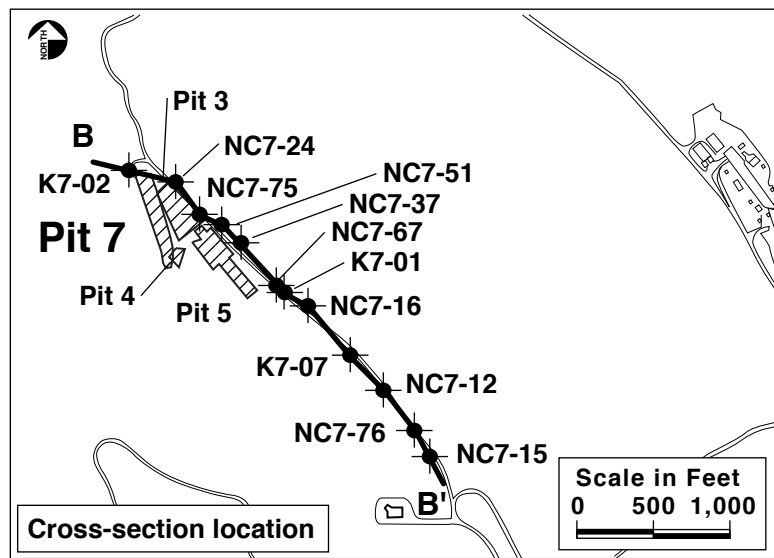 NORTH
Pit 3
B
NC7-24
K7-02
NC7-75
NC7-51
NC7-37
Pit 7
NC7-67
K7-01
Pit 4
Pit 5
NC7-16
K7-07
NC7-12
NC7-76
NC7-15
B'
Scale in Feet
0 500 1,000
Cross-section location